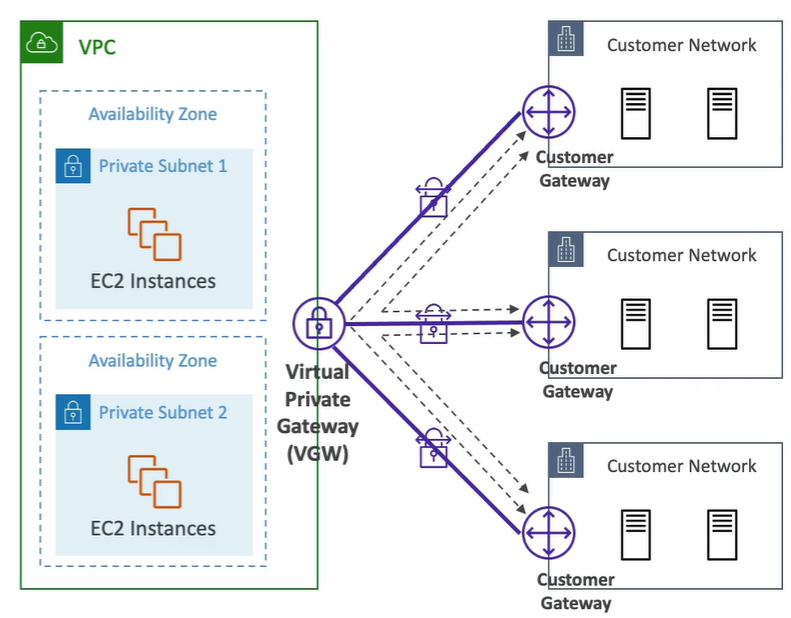 VPC
Availability Zone
Private Subnet 1
EC2 Instances
Availability Zone
Private Subnet 2
EC2 Instances
Virtual
Private
Gateway
(VGW)
Customer Network
Customer
Gateway
Customer Network
Customer
Gateway
Customer Network
Customer
Gateway